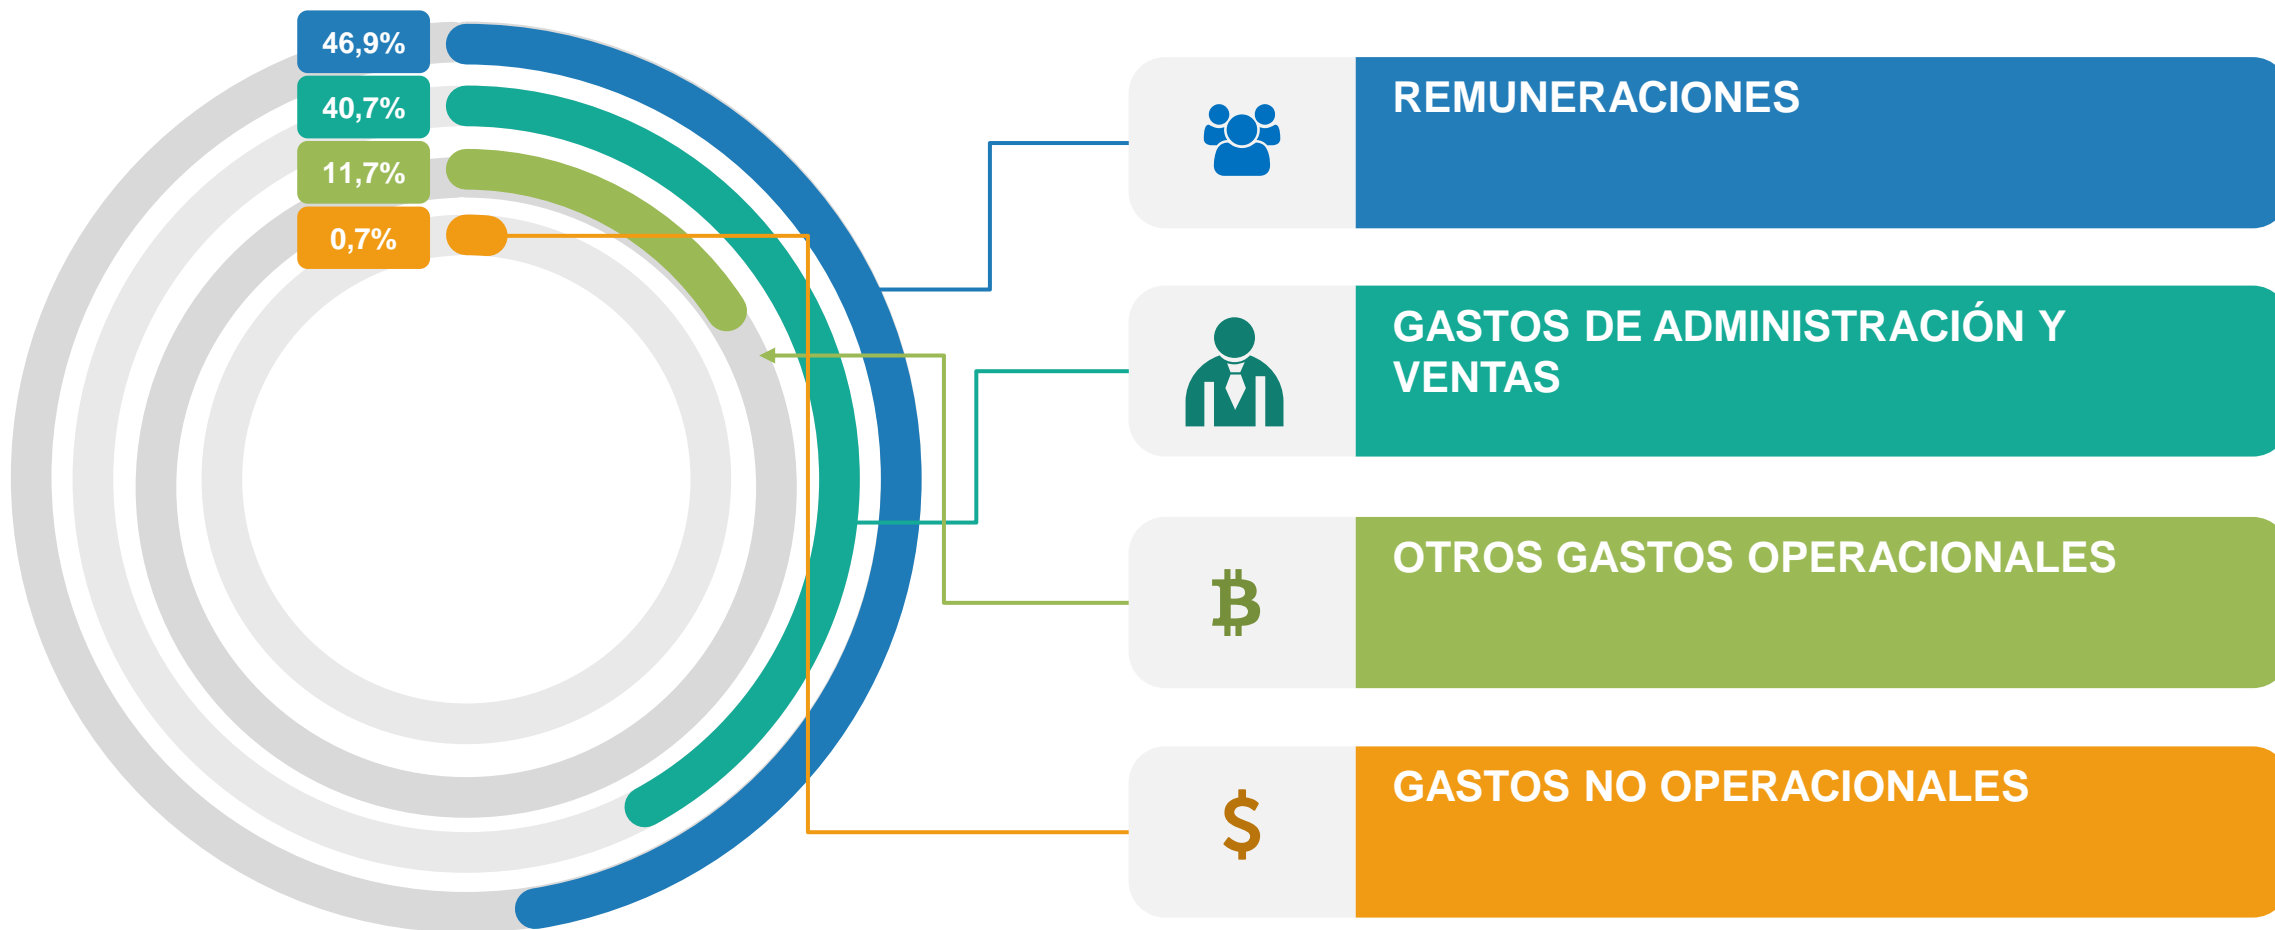 46,9%
40,7%
11,7%
0,7%
REMUNERACIONES
GASTOS DE ADMINISTRACIÓN Y
VENTAS
OTROS GASTOS OPERACIONALES
GASTOS NO OPERACIONALES